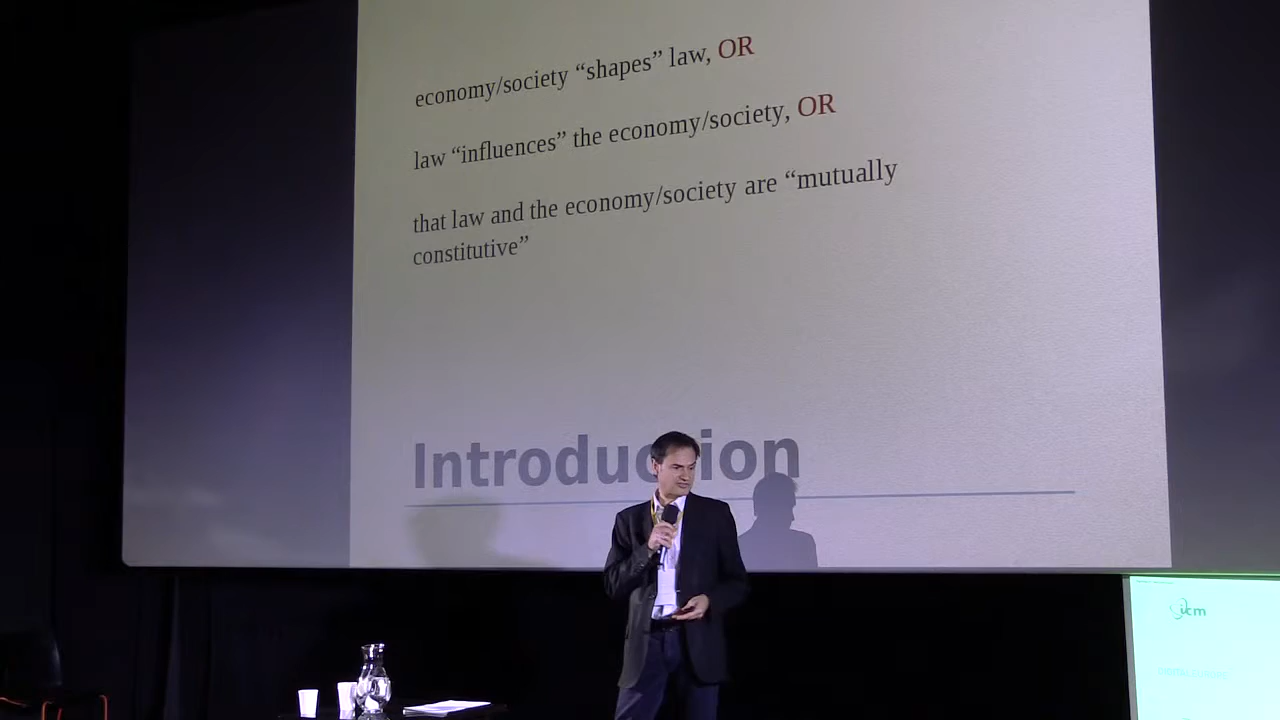 economy/society “shapes” law, OR
law “influences” the economy/society, OR
that law and the economy/society are “mutually
constitutive”
Introduction
icm